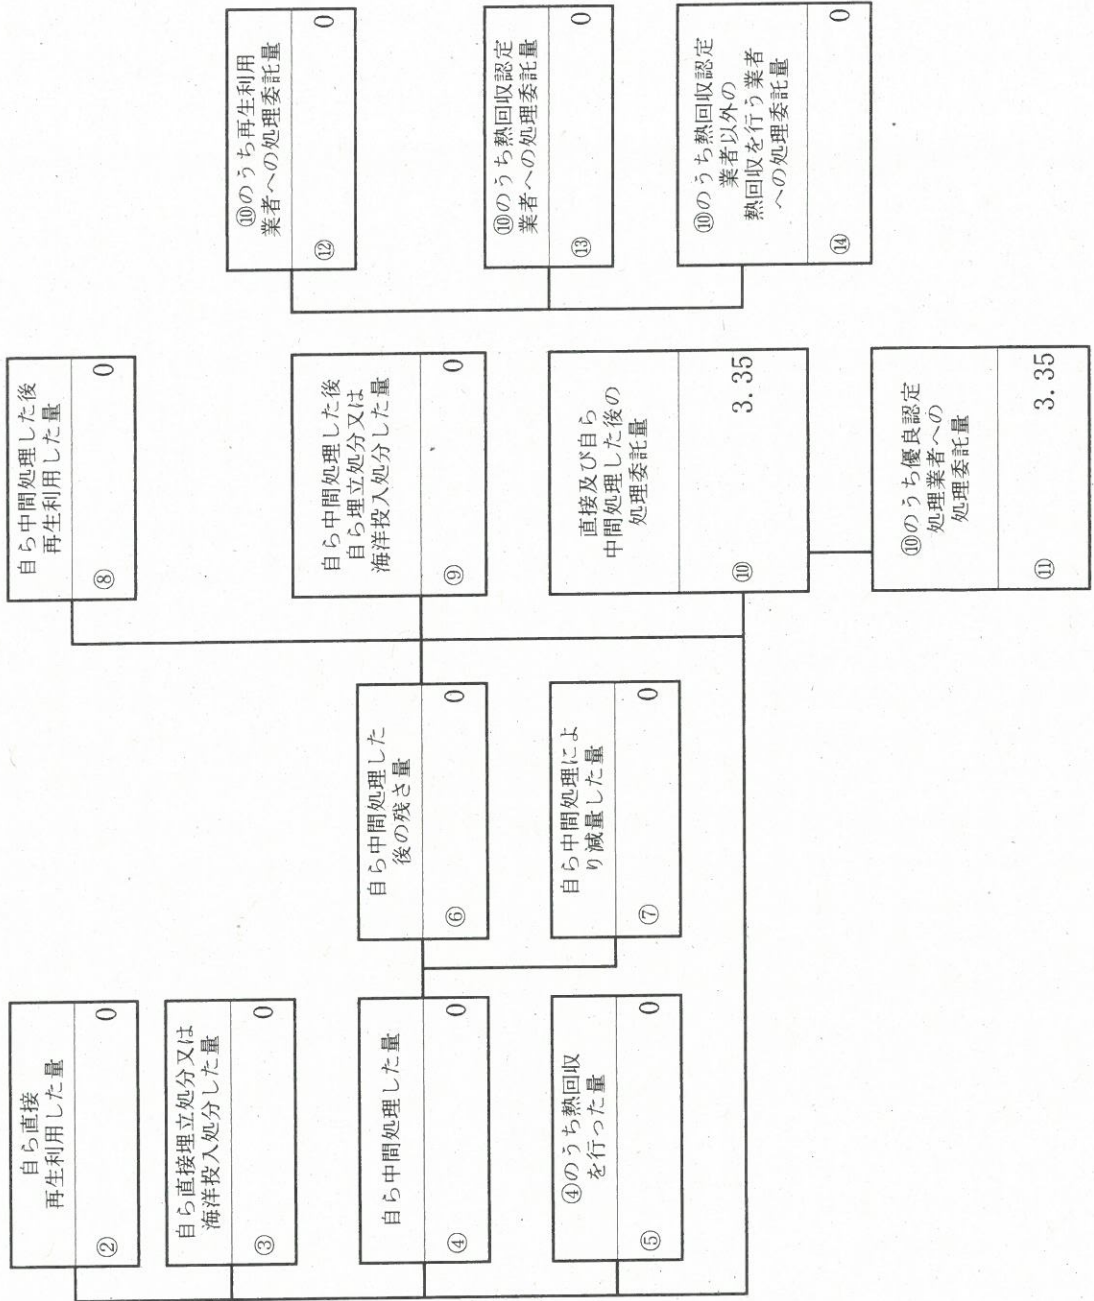 自ら直接
再生利用した量
② 0
自ら直接埋立処分又は
海洋投入処分した量
③ 0
自ら中間処理した量
④ 0
④のうち熱回収
を行った量
⑤ 0
自ら中間処理した
後の残さ量
⑥ 0
自ら中間処理によ
り減量した量
⑦ 0
自ら中間処理した後
再生利用した量
⑧ 0
自ら中間処理した後
自ら埋立処分又は
海洋投入処分した量
⑨ 0
直接及び自ら
中間処理した後の
処理委託量
⑩ 3.35
⑩のうち優良認定
処理業者への
処理委託量
⑪ 3.35
⑩のうち再生利用
業者への処理委託量
⑫ 0
⑩のうち熱回収認定
業者への処理委託量
⑬ 0
⑩のうち熱回収認定
業者以外の
熱回収を行う業者
への処理委託量
⑭ 0